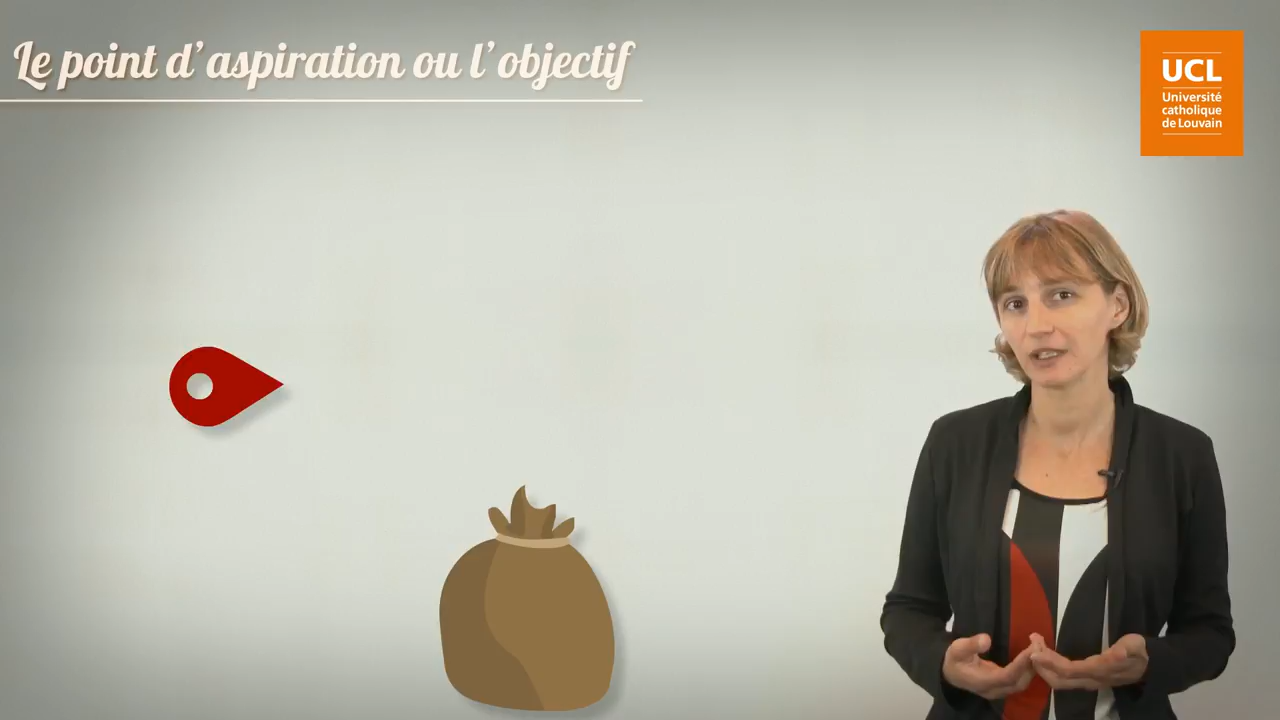 Le point d'aspiration ou l'objectif
UCL
Université
catholique
de Louvain